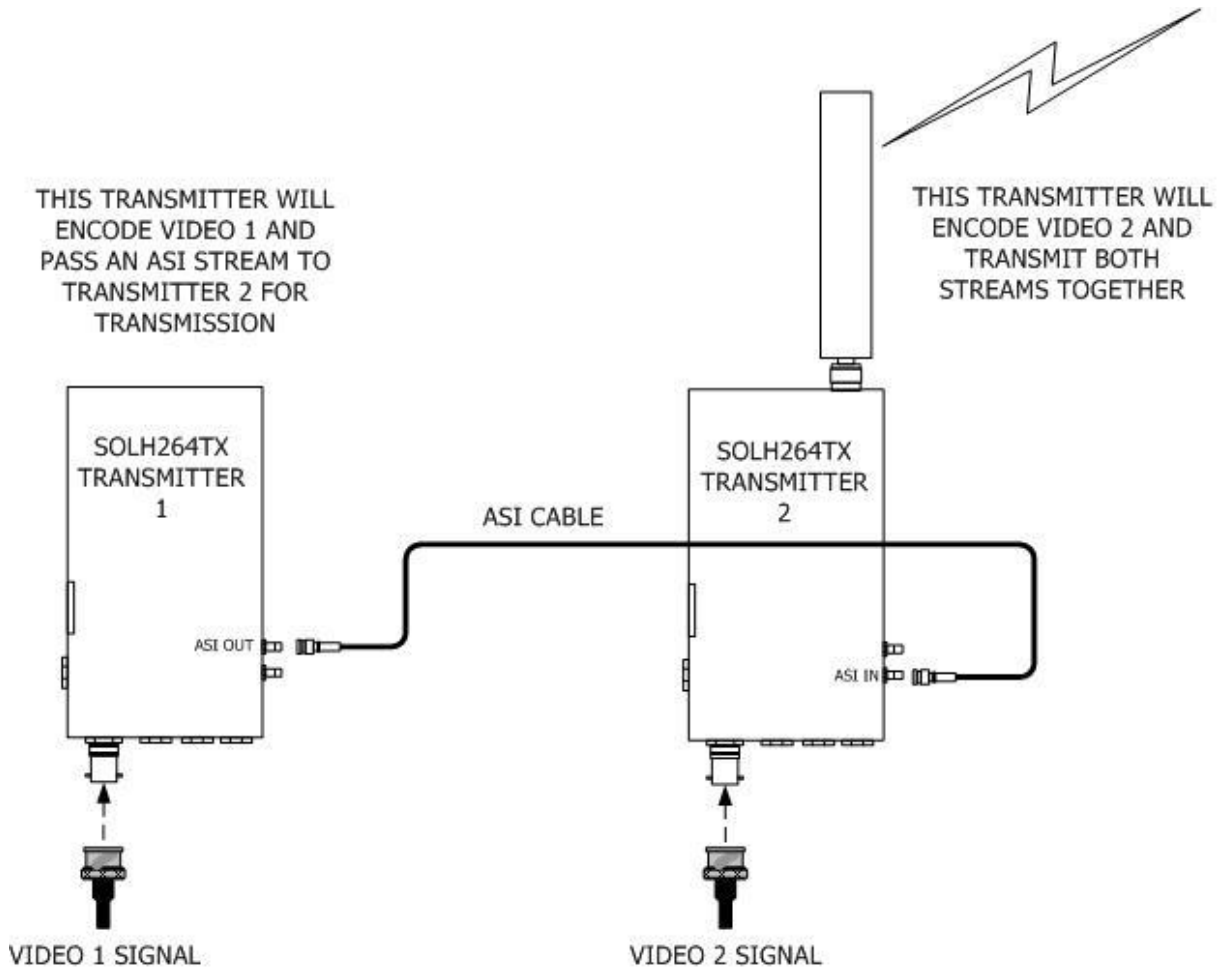 THIS TRANSMITTER WILL
ENCODE VIDEO 1 AND
PASS AN ASI STREAM TO
TRANSMITTER 2 FOR
TRANSMISSION
THIS TRANSMITTER WILL
ENCODE VIDEO 2 AND
TRANSMIT BOTH
STREAMS TOGETHER
SOLH264TX
TRANSMITTER
1
ASI CABLE
SOLH264TX
TRANSMITTER
2
ASI OUT
ASI IN
VIDEO 1 SIGNAL
VIDEO 2 SIGNAL